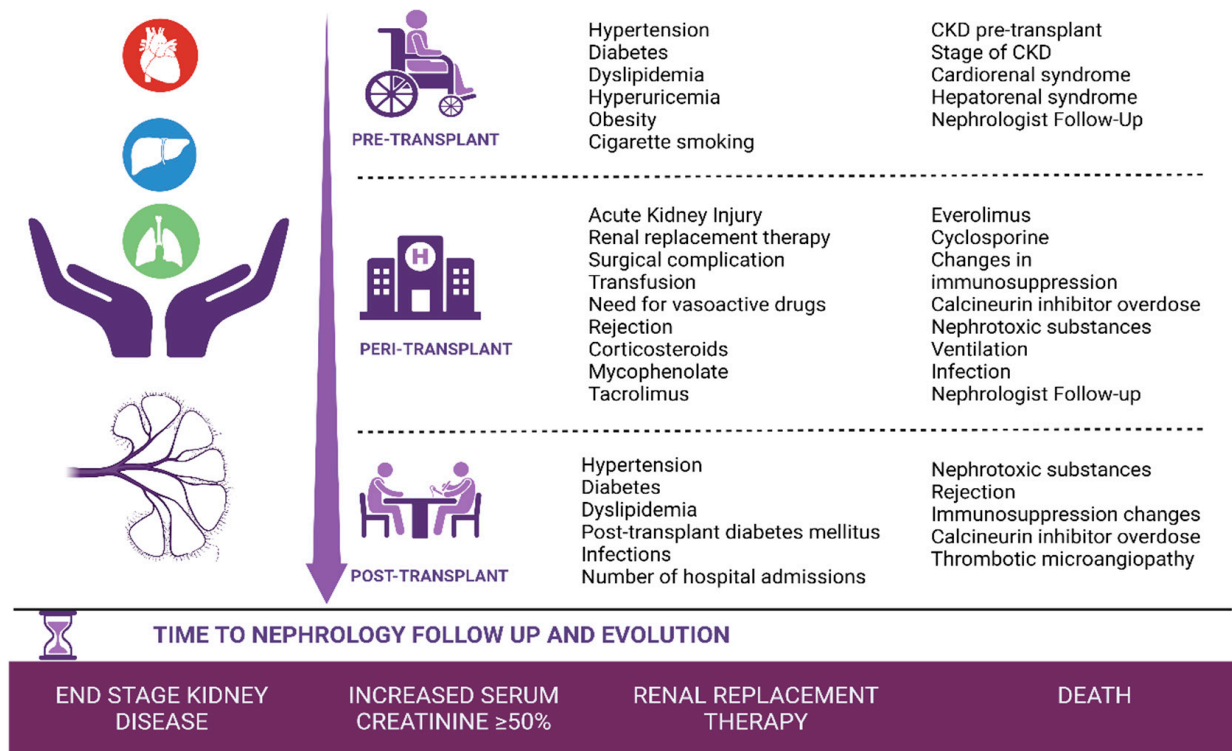 PRE-TRANSPLANT
Hypertension
Diabetes
Dyslipidemia
Hyperuricemia
Obesity
Cigarette smoking
CKD pre-transplant
Stage of CKD
Cardiorenal syndrome
Hepatorenal syndrome
Nephrologist Follow-Up
H
PERI-TRANSPLANT
Acute Kidney Injury
Renal replacement therapy
Surgical complication
Transfusion
Need for vasoactive drugs
Rejection
Corticosteroids
Mycophenolate
Tacrolimus
Everolimus
Cyclosporine
Changes in
immunosuppression
Calcineurin inhibitor overdose
Nephrotoxic substances
Ventilation
Infection
Nephrologist Follow-up
POST-TRANSPLANT
Hypertension
Diabetes
Dyslipidemia
Post-transplant diabetes mellitus
Infections
Number of hospital admissions
Nephrotoxic substances
Rejection
Immunosuppression changes
Calcineurin inhibitor overdose
Thrombotic microangiopathy
TIME TO NEPHROLOGY FOLLOW UP AND EVOLUTION
END STAGE KIDNEY
DISEASE
INCREASED SERUM
CREATININE ≥50%
RENAL REPLACEMENT
THERAPY
DEATH